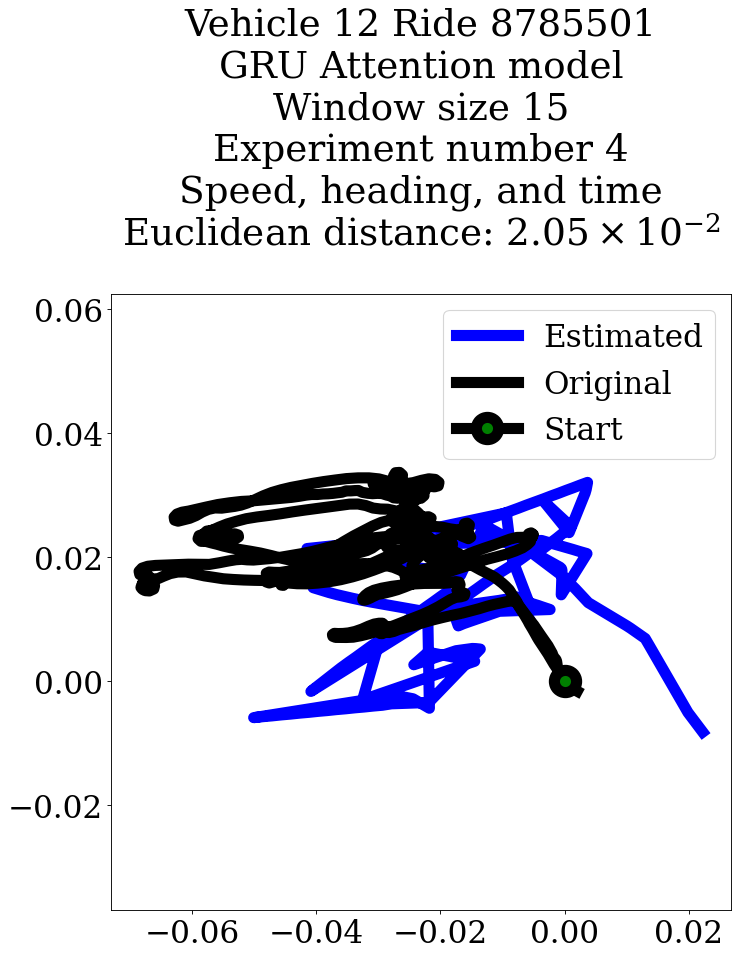 Vehicle 12 Ride 8785501
GRU Attention model
Window size 15
Experiment number 4
Speed, heading, and time
Euclidean distance: 2.05 × 10⁻²
0.06
0.04
0.02
0.00
−0.02
Estimated
Original
Start
−0.06
−0.04
−0.02
0.00
0.02